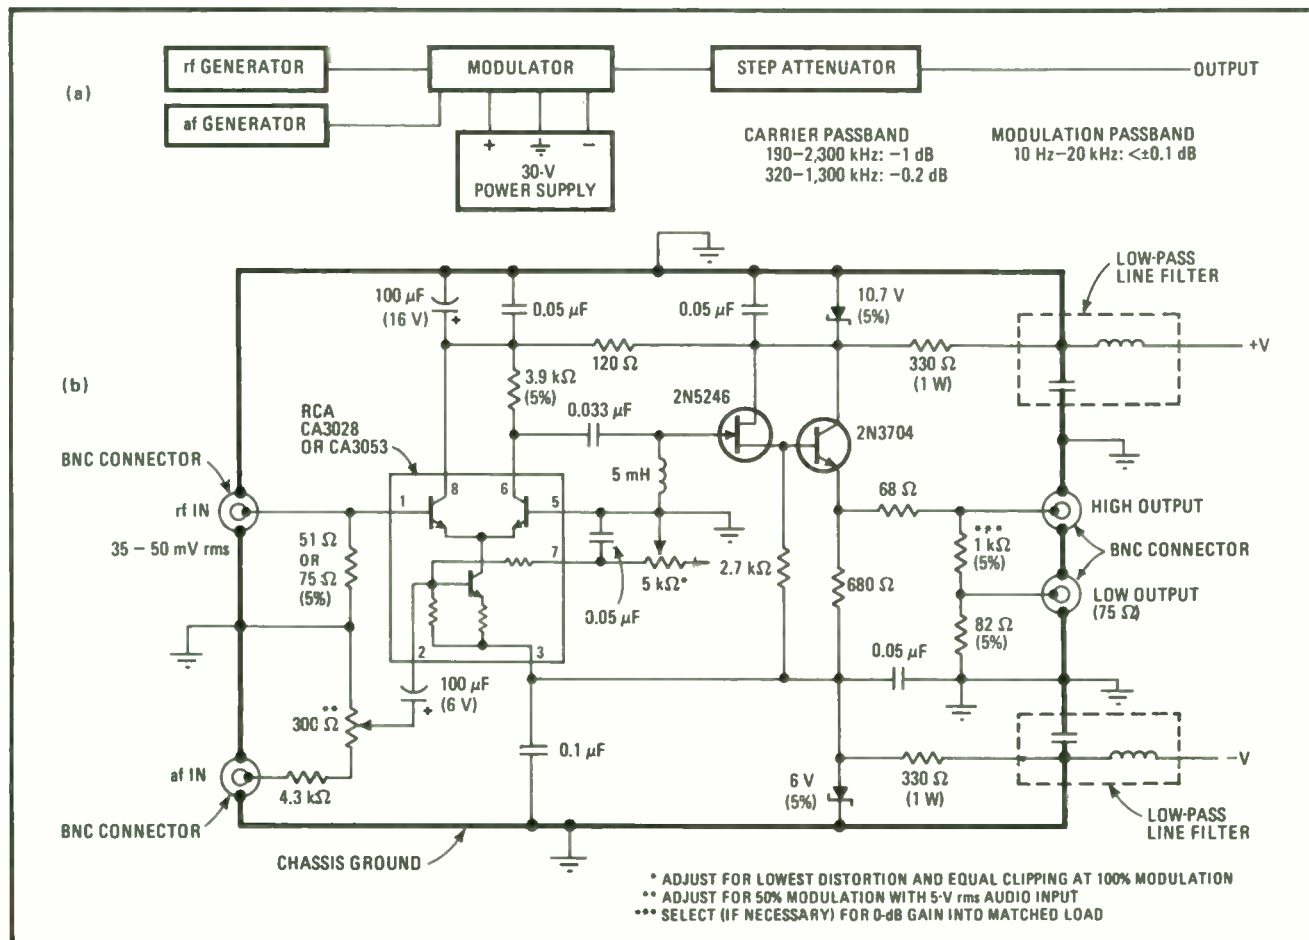 (a)
rf GENERATOR
MODULATOR
STEP ATTENUATOR
OUTPUT
af GENERATOR
+
−
30-V
POWER SUPPLY
CARRIER PASSBAND
190–2,300 kHz: –1 dB
320–1,300 kHz: –0.2 dB
MODULATION PASSBAND
10 Hz–20 kHz: <±0.1 dB
(b)
LOW-PASS
LINE FILTER
100 µF
(16 V)
+
0.05 µF
0.05 µF
10.7 V
(5%)
120 Ω
330 Ω
(1 W)
+V
3.9 kΩ
(5%)
0.033 µF
2N5246
2N3704
RCA
CA3028
OR CA3053
BNC CONNECTOR
rf IN
35 – 50 mV rms
1
8
6
5
7
2
3
5 mH
51 Ω
OR
75 Ω
(5%)
5 kΩ*
0.05 µF
2.7 kΩ
680 Ω
68 Ω
***
1 kΩ
(5%)
82 Ω
(5%)
HIGH OUTPUT
BNC CONNECTOR
LOW OUTPUT
(75 Ω)
0.05 µF
100 µF
(6 V)
+
**
300 Ω
0.1 µF
af IN
4.3 kΩ
BNC CONNECTOR
6 V
(5%)
330 Ω
(1 W)
–V
LOW-PASS
LINE FILTER
CHASSIS GROUND
* ADJUST FOR LOWEST DISTORTION AND EQUAL CLIPPING AT 100% MODULATION
** ADJUST FOR 50% MODULATION WITH 5-V rms AUDIO INPUT
*** SELECT (IF NECESSARY) FOR 0-dB GAIN INTO MATCHED LOAD